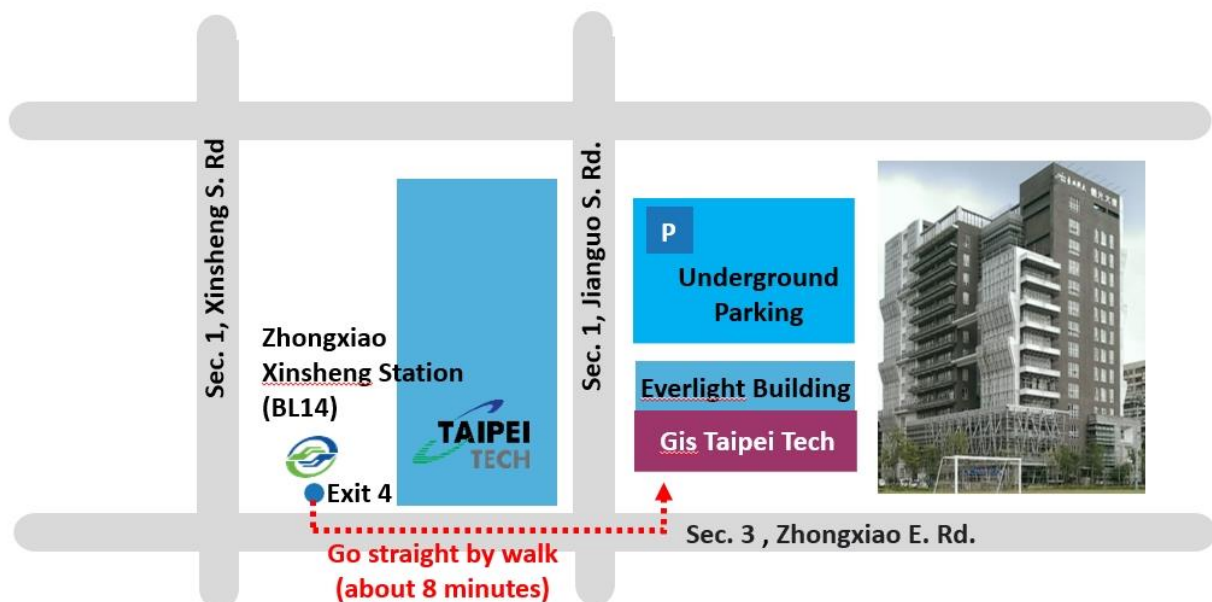 Sec. 1, Xinsheng S. Rd
Sec. 1, Jianguo S. Rd.
P
Underground
Parking
Zhongxiao
Xinsheng Station
(BL14)
TAIPEI
TECH
Everlight Building
Gis Taipei Tech
Exit 4
Sec. 3 , Zhongxiao E. Rd.
Go straight by walk
(about 8 minutes)